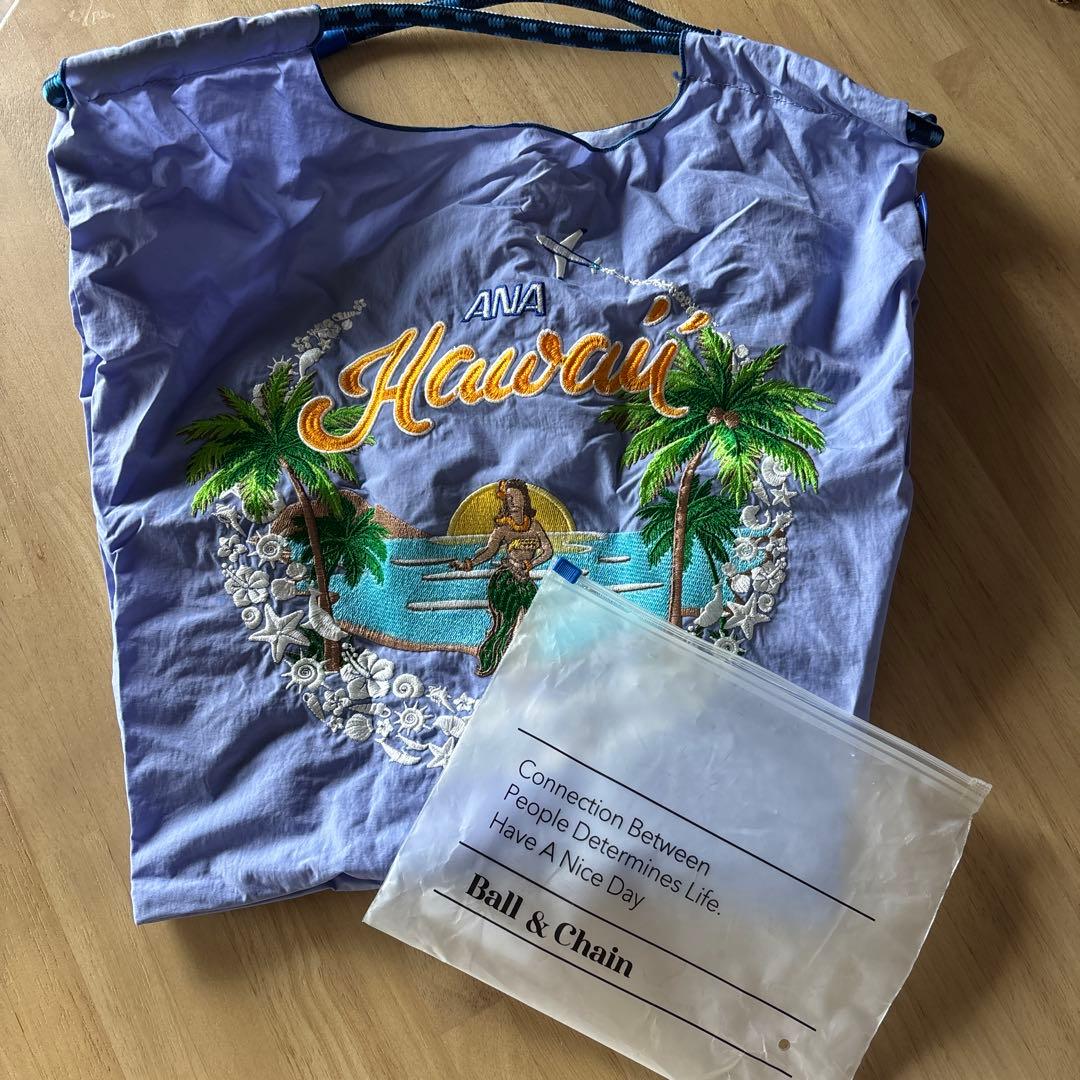 ANA
Hawai'i
Connection Between
People Determines Life.
Have A Nice Day
Ball & Chain